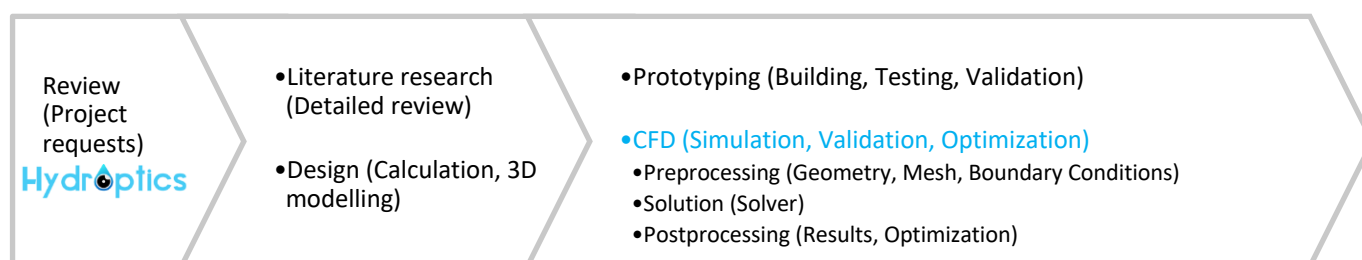 Review
(Project
requests)
Hydroptics
•Literature research
(Detailed review)
•Design (Calculation, 3D
modelling)
•Prototyping (Building, Testing, Validation)
•CFD (Simulation, Validation, Optimization)
•Preprocessing (Geometry, Mesh, Boundary Conditions)
•Solution (Solver)
•Postprocessing (Results, Optimization)